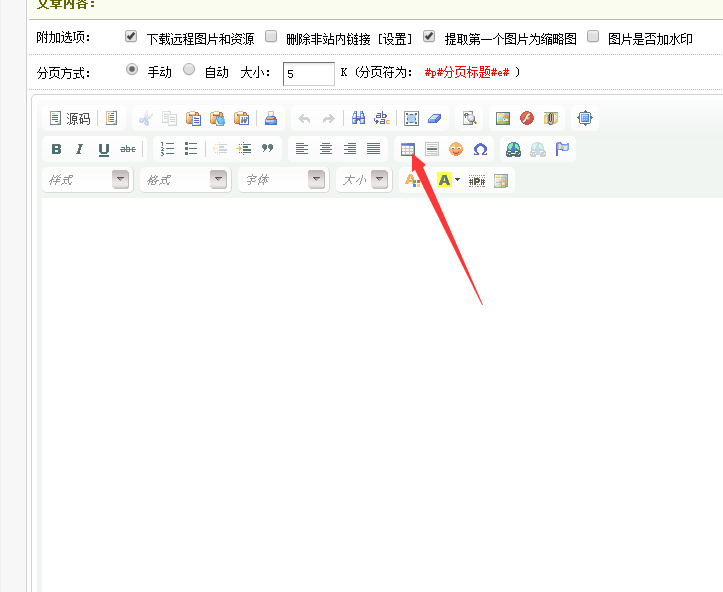 文章内容：
附加选项： 下载远程图片和资源 删除非站内链接 [设置] 提取第一个图片为缩略图 图片是否加水印
分页方式： 手动 自动 大小： 5 K (分页符为： #p#分页标题#e# )
源码
B I U abc
样式 格式 字体 大小 A A #P#